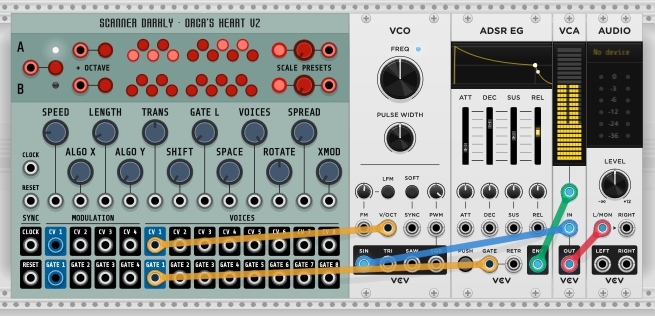 SCANNER DARKLY · ORCA'S HEART V2
A
+ OCTAVE
SCALE PRESETS
B
SPEED LENGTH TRANS GATE L VOICES SPREAD
ALGO X ALGO Y SHIFT SPACE ROTATE XMOD
CLOCK
RESET
SYNC MODULATION VOICES
CLOCK CV 1 CV 2 CV 3 CV 4 CV 1 CV 2 CV 3 CV 4 CV 5 CV 6 CV 7 CV 8
RESET GATE 1 GATE 2 GATE 3 GATE 4 GATE 1 GATE 2 GATE 3 GATE 4 GATE 5 GATE 6 GATE 7 GATE 8
VCO
FREQ
PULSE WIDTH
LFM SOFT
FM V/OCT SYNC PWM
SIN TRI SAW
VCV
ADSR EG
ATT DEC SUS REL
ATT DEC SUS REL
PUSH GATE RETR ENV
VCV
VCA
IN
OUT
AUDIO
No device
0
-3
-6
-12
-24
-36
LEVEL
-∞ +12
L/MON RIGHT
LEFT RIGHT
VCV